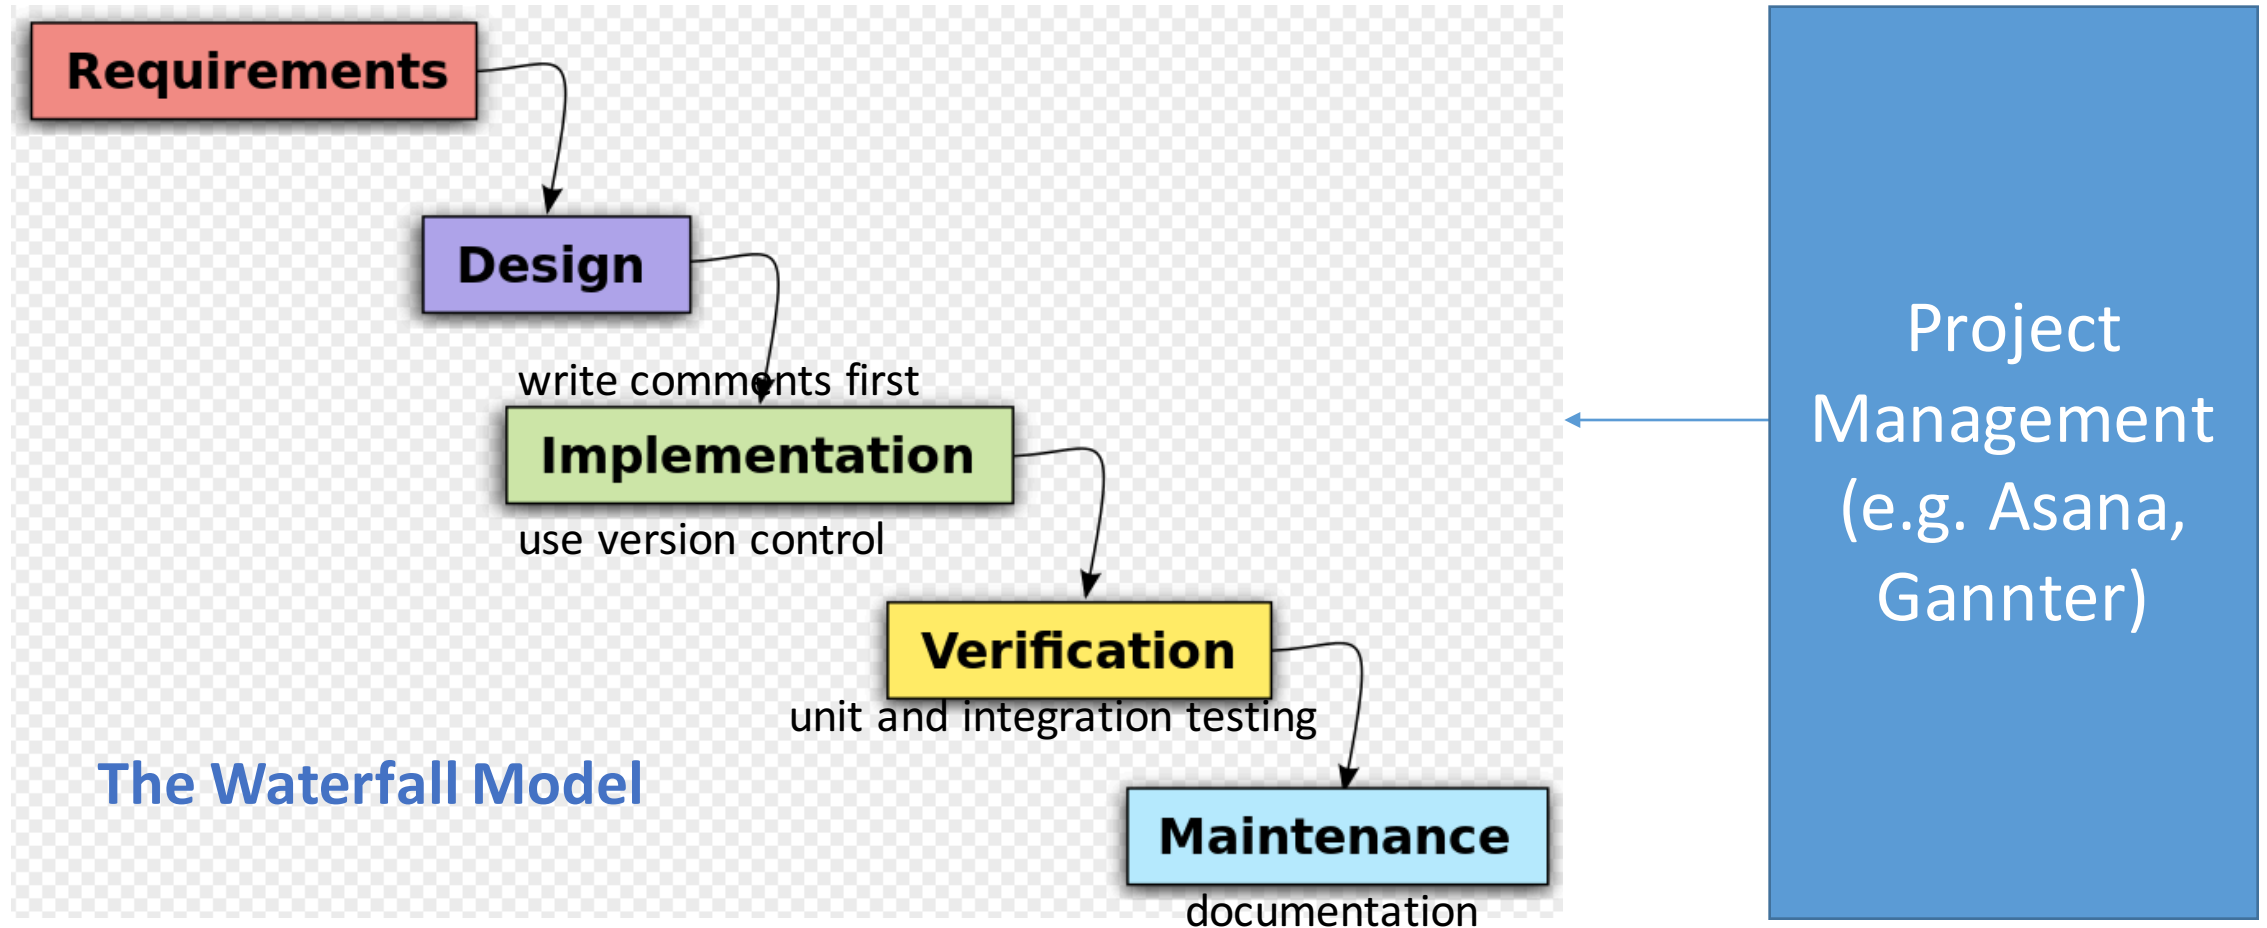 Requirements
Design
write comments first
Implementation
use version control
Verification
unit and integration testing
The Waterfall Model
Maintenance
documentation
Project
Management
(e.g. Asana,
Gannter)